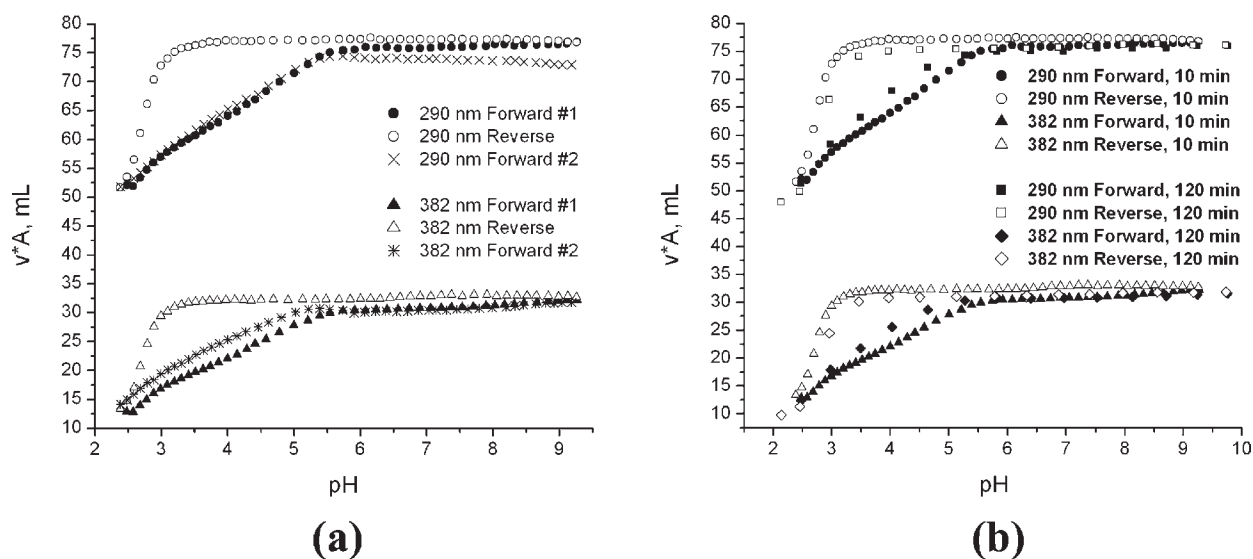 80
75
70
65
60
55
50
45
40
35
30
25
20
15
10
v*A, mL
2 3 4 5 6 7 8 9
pH
290 nm Forward #1
290 nm Reverse
290 nm Forward #2
382 nm Forward #1
382 nm Reverse
382 nm Forward #2
(a)
80
75
70
65
60
55
50
45
40
35
30
25
20
15
10
v*A, mL
2 3 4 5 6 7 8 9 10
pH
290 nm Forward, 10 min
290 nm Reverse, 10 min
382 nm Forward, 10 min
382 nm Reverse, 10 min
290 nm Forward, 120 min
290 nm Reverse, 120 min
382 nm Forward, 120 min
382 nm Reverse, 120 min
(b)